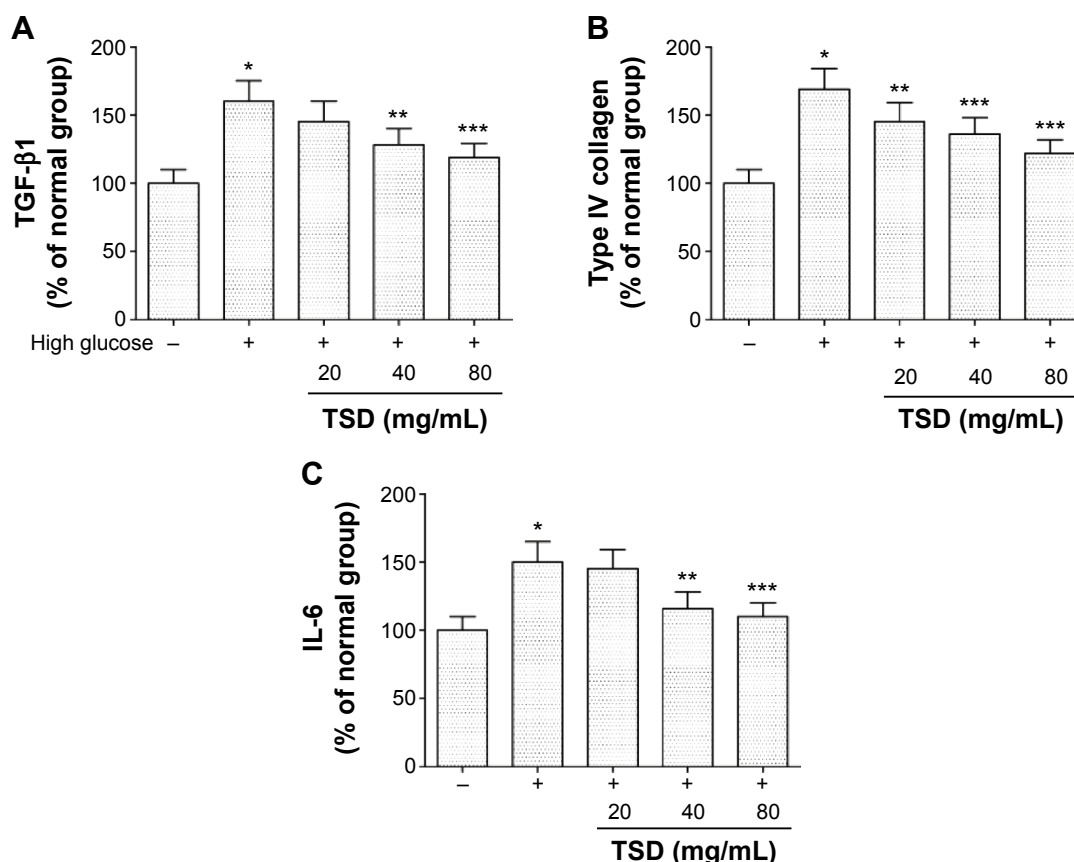 A
TGF-β1
(% of normal group)
200
150
100
50
0
*
**
***
High glucose – + + + +
20 40 80
TSD (mg/mL)
B
Type IV collagen
(% of normal group)
200
150
100
50
0
*
**
***
***
– + + + +
20 40 80
TSD (mg/mL)
C
IL-6
(% of normal group)
200
150
100
50
0
*
**
***
– + + + +
20 40 80
TSD (mg/mL)